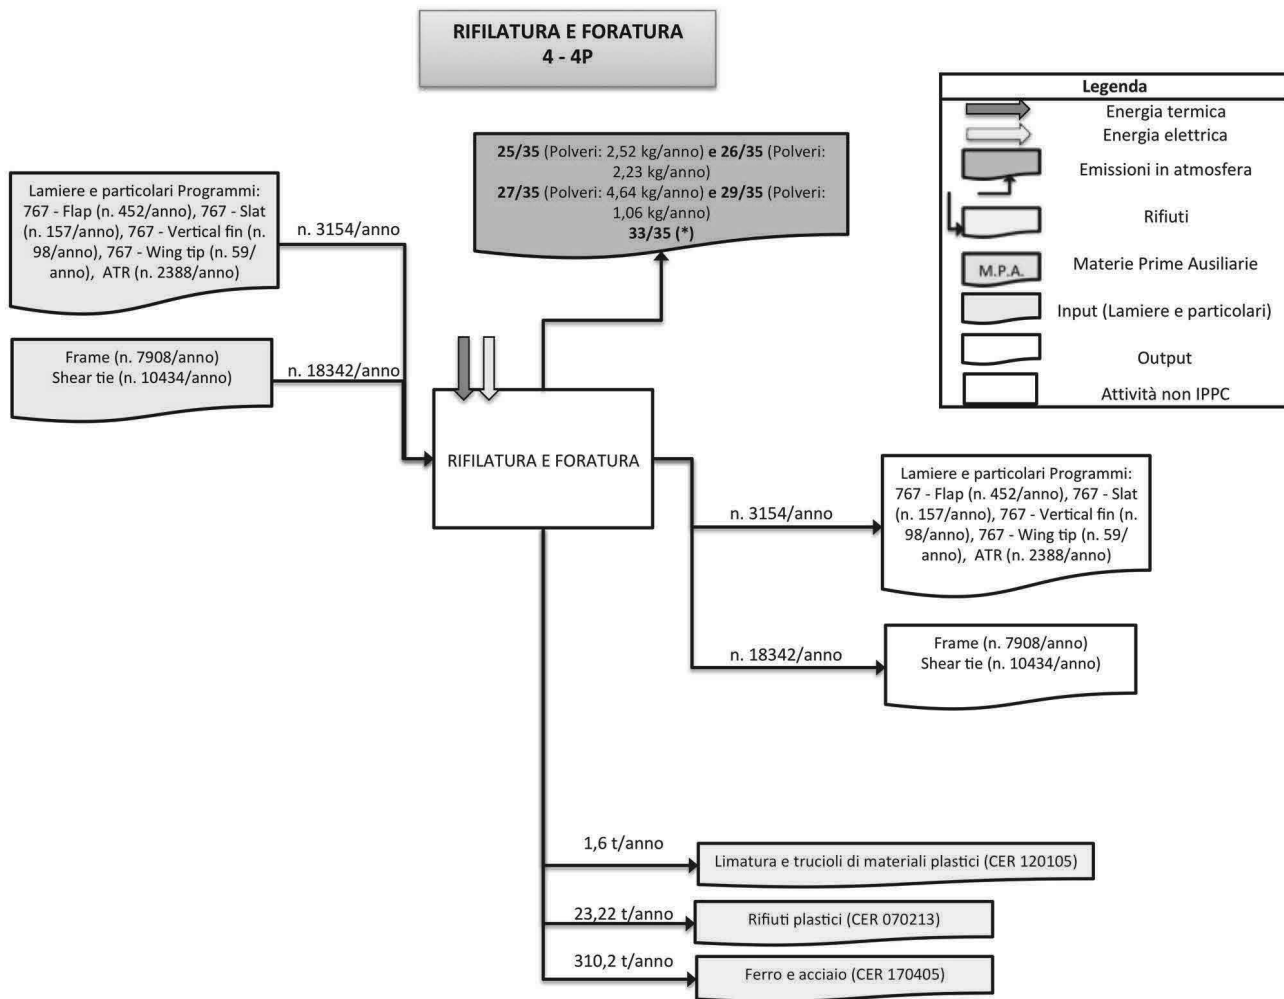 RIFILATURA E FORATURA
4 - 4P
Legenda
Energia termica
Energia elettrica
Emissioni in atmosfera
Rifiuti
M.P.A.
Materie Prime Ausiliarie
Input (Lamiere e particolari)
Output
Attività non IPPC
25/35 (Polveri: 2,52 kg/anno) e 26/35 (Polveri:
2,23 kg/anno)
27/35 (Polveri: 4,64 kg/anno) e 29/35 (Polveri:
1,06 kg/anno)
33/35 (*)
Lamiere e particolari Programmi:
767 - Flap (n. 452/anno), 767 - Slat
(n. 157/anno), 767 - Vertical fin (n.
98/anno), 767 - Wing tip (n. 59/
anno), ATR (n. 2388/anno)
n. 3154/anno
Frame (n. 7908/anno)
Shear tie (n. 10434/anno)
n. 18342/anno
RIFILATURA E FORATURA
n. 3154/anno
Lamiere e particolari Programmi:
767 - Flap (n. 452/anno), 767 - Slat
(n. 157/anno), 767 - Vertical fin (n.
98/anno), 767 - Wing tip (n. 59/
anno), ATR (n. 2388/anno)
n. 18342/anno
Frame (n. 7908/anno)
Shear tie (n. 10434/anno)
1,6 t/anno
Limatura e trucioli di materiali plastici (CER 120105)
23,22 t/anno
Rifiuti plastici (CER 070213)
310,2 t/anno
Ferro e acciaio (CER 170405)